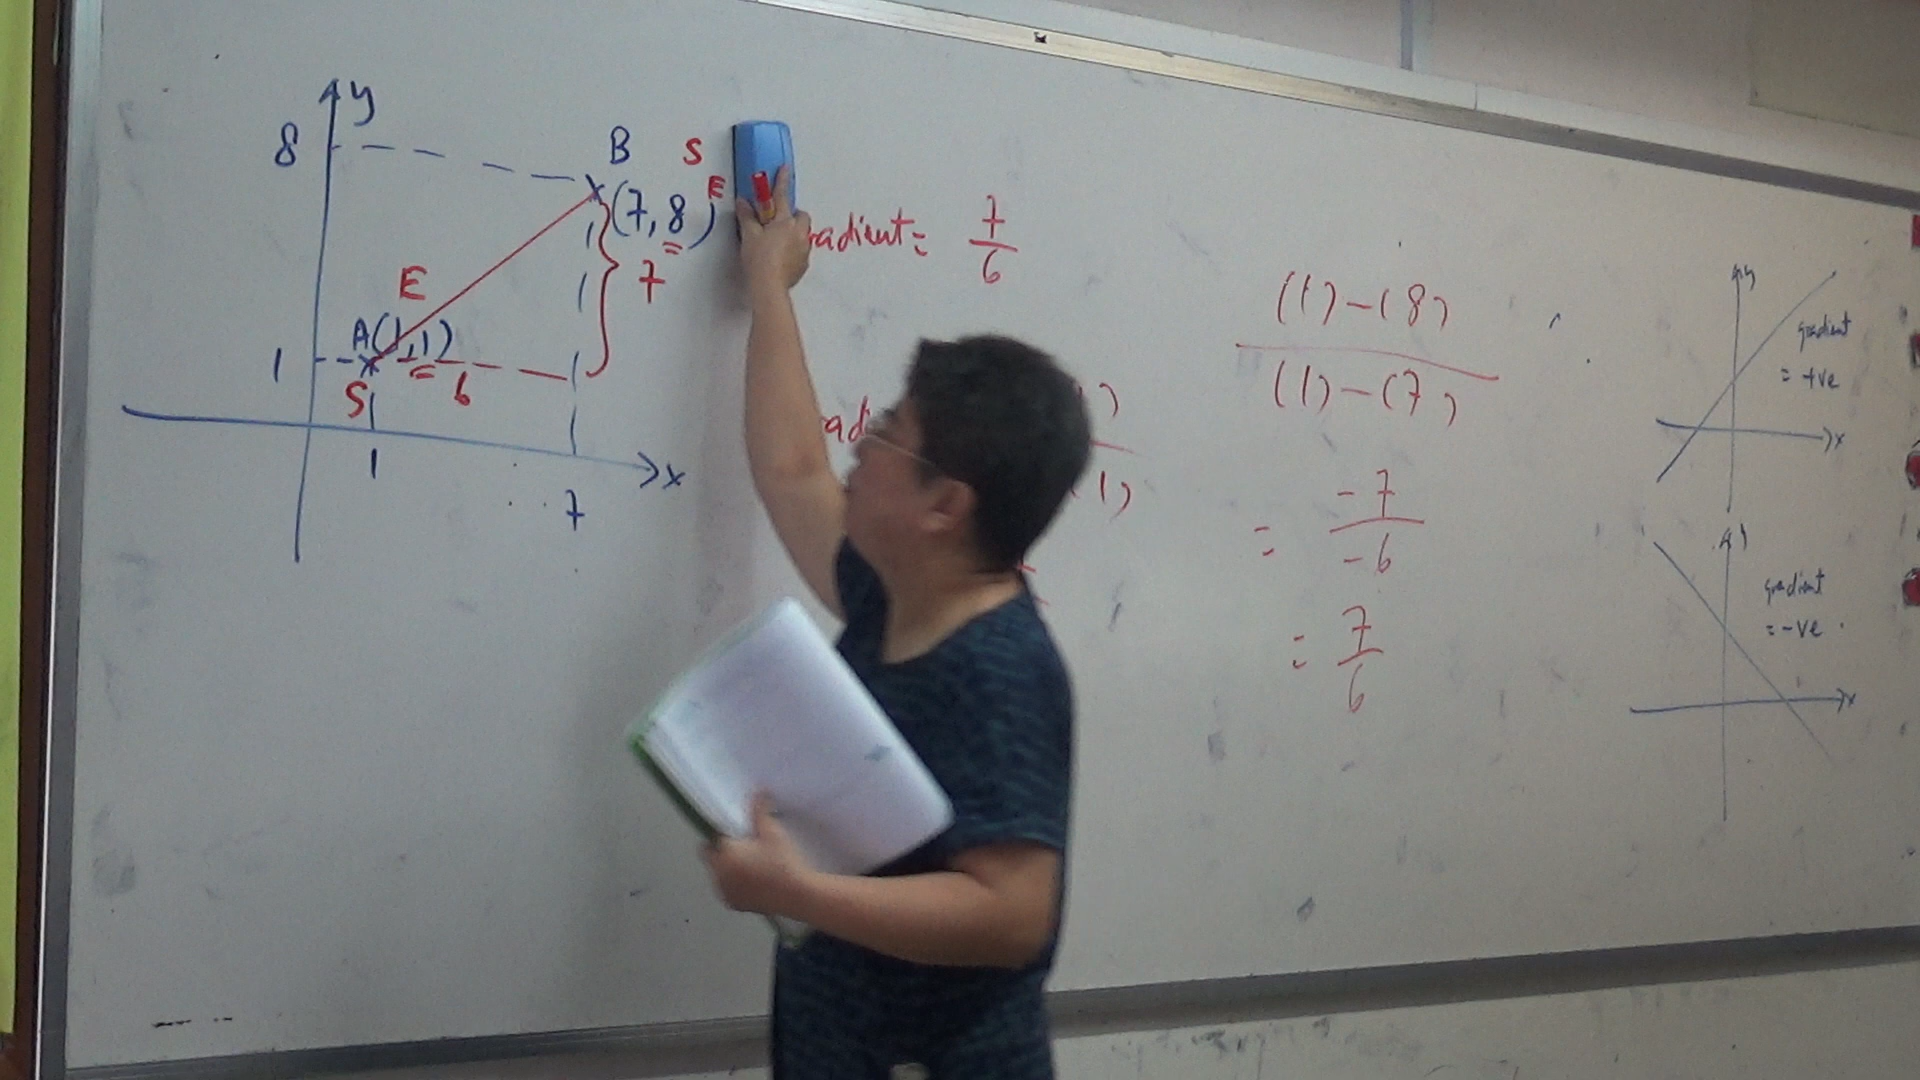 y
8
B S
E
(7, 8)
7
E
A(1,1)
1
S
6
1
7
x
gradient= 7/6
(1)-(8)
(1)-(7)
= -7/-6
= 7/6
y
gradient
= +ve
x
y
gradient
= -ve
x